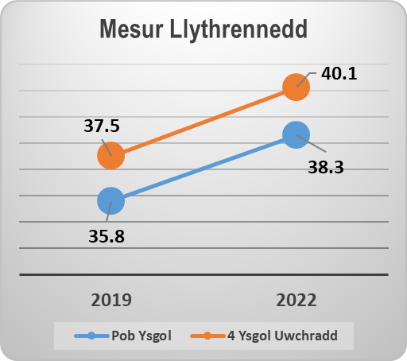 Mesur Llythrennedd
40.1
37.5
38.3
35.8
2019 2022
Pob Ysgol 4 Ysgol Uwchradd